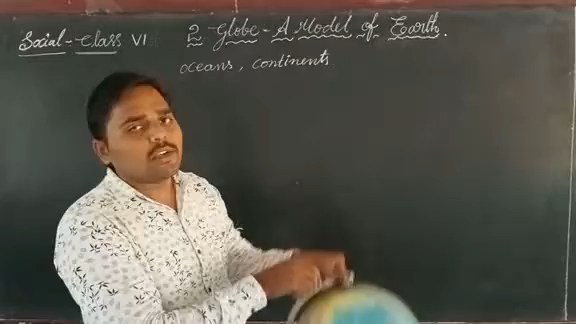 Social - Class VI
2. Globe - A Model of Earth.
oceans, continents